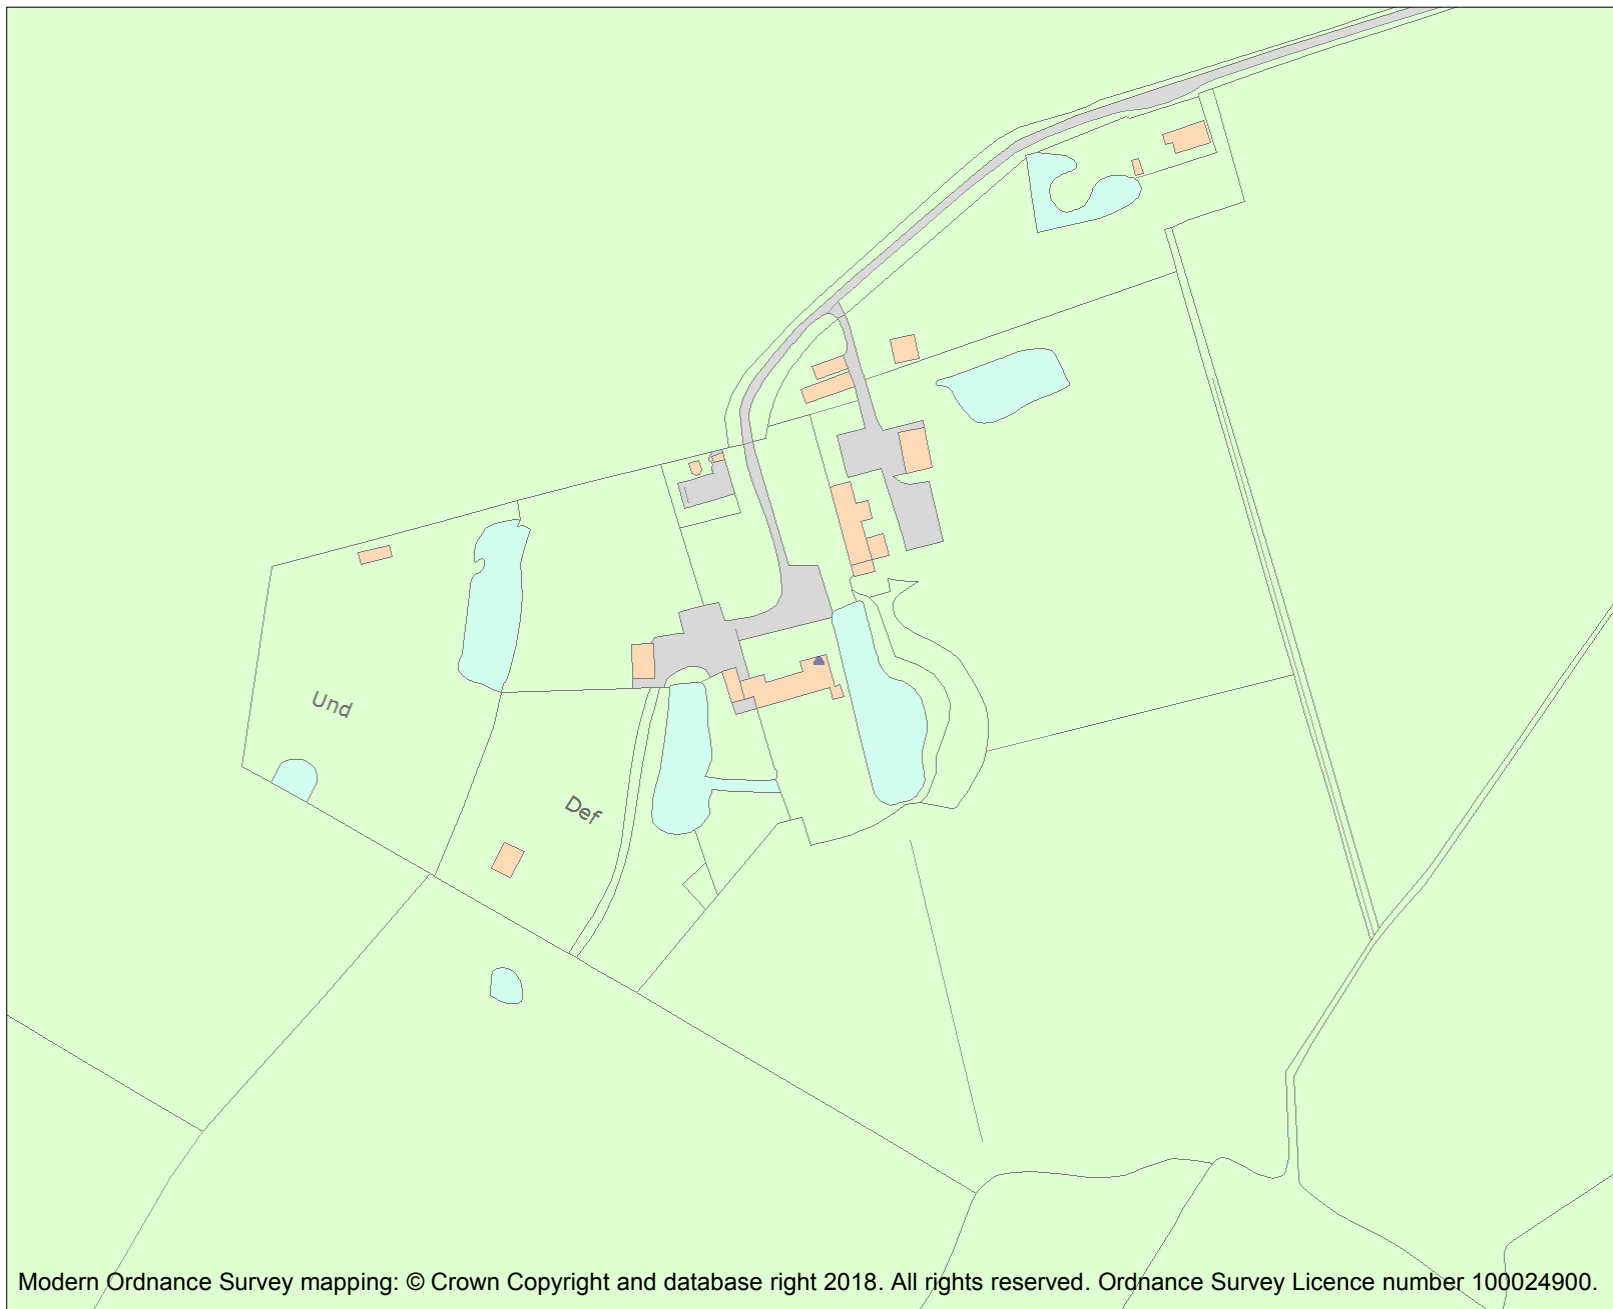 Und
Def
Modern Ordnance Survey mapping: © Crown Copyright and database right 2018. All rights reserved. Ordnance Survey Licence number 100024900.